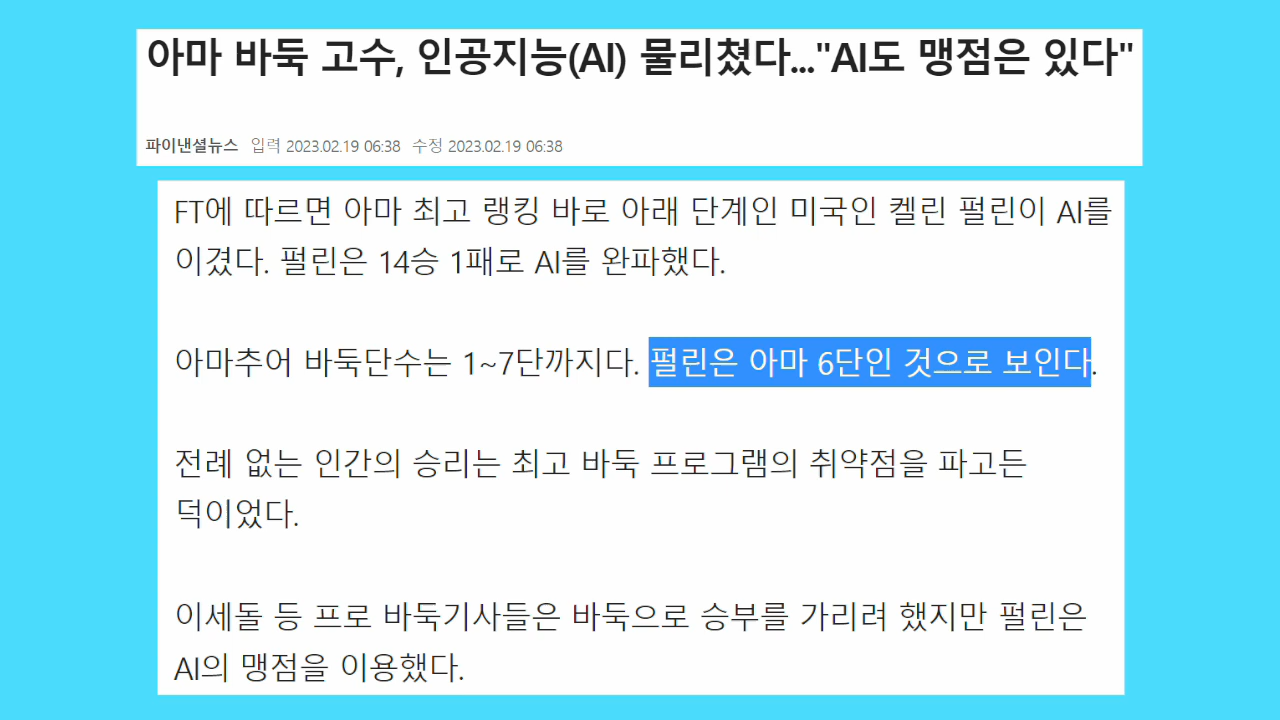 아마 바둑 고수, 인공지능(AI) 물리쳤다..."AI도 맹점은 있다"
파이낸셜뉴스 입력 2023.02.19 06:38 수정 2023.02.19 06:38
FT에 따르면 아마 최고 랭킹 바로 아래 단계인 미국인 켈린 펄린이 AI를
이겼다. 펄린은 14승 1패로 AI를 완파했다.
아마추어 바둑단수는 1~7단까지다. 펄린은 아마 6단인 것으로 보인다.
전례 없는 인간의 승리는 최고 바둑 프로그램의 취약점을 파고든
덕이었다.
이세돌 등 프로 바둑기사들은 바둑으로 승부를 가리려 했지만 펄린은
AI의 맹점을 이용했다.